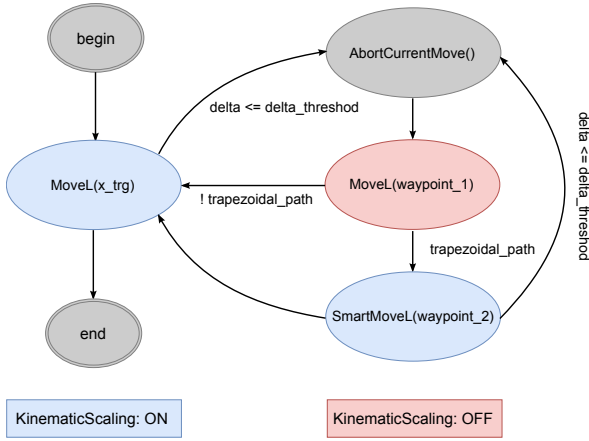 begin
AbortCurrentMove()
delta <= delta_threshod
delta <= delta_threshod
MoveL(x_trg)
MoveL(waypoint_1)
! trapezoidal_path
trapezoidal_path
SmartMoveL(waypoint_2)
end
KinematicScaling: ON
KinematicScaling: OFF